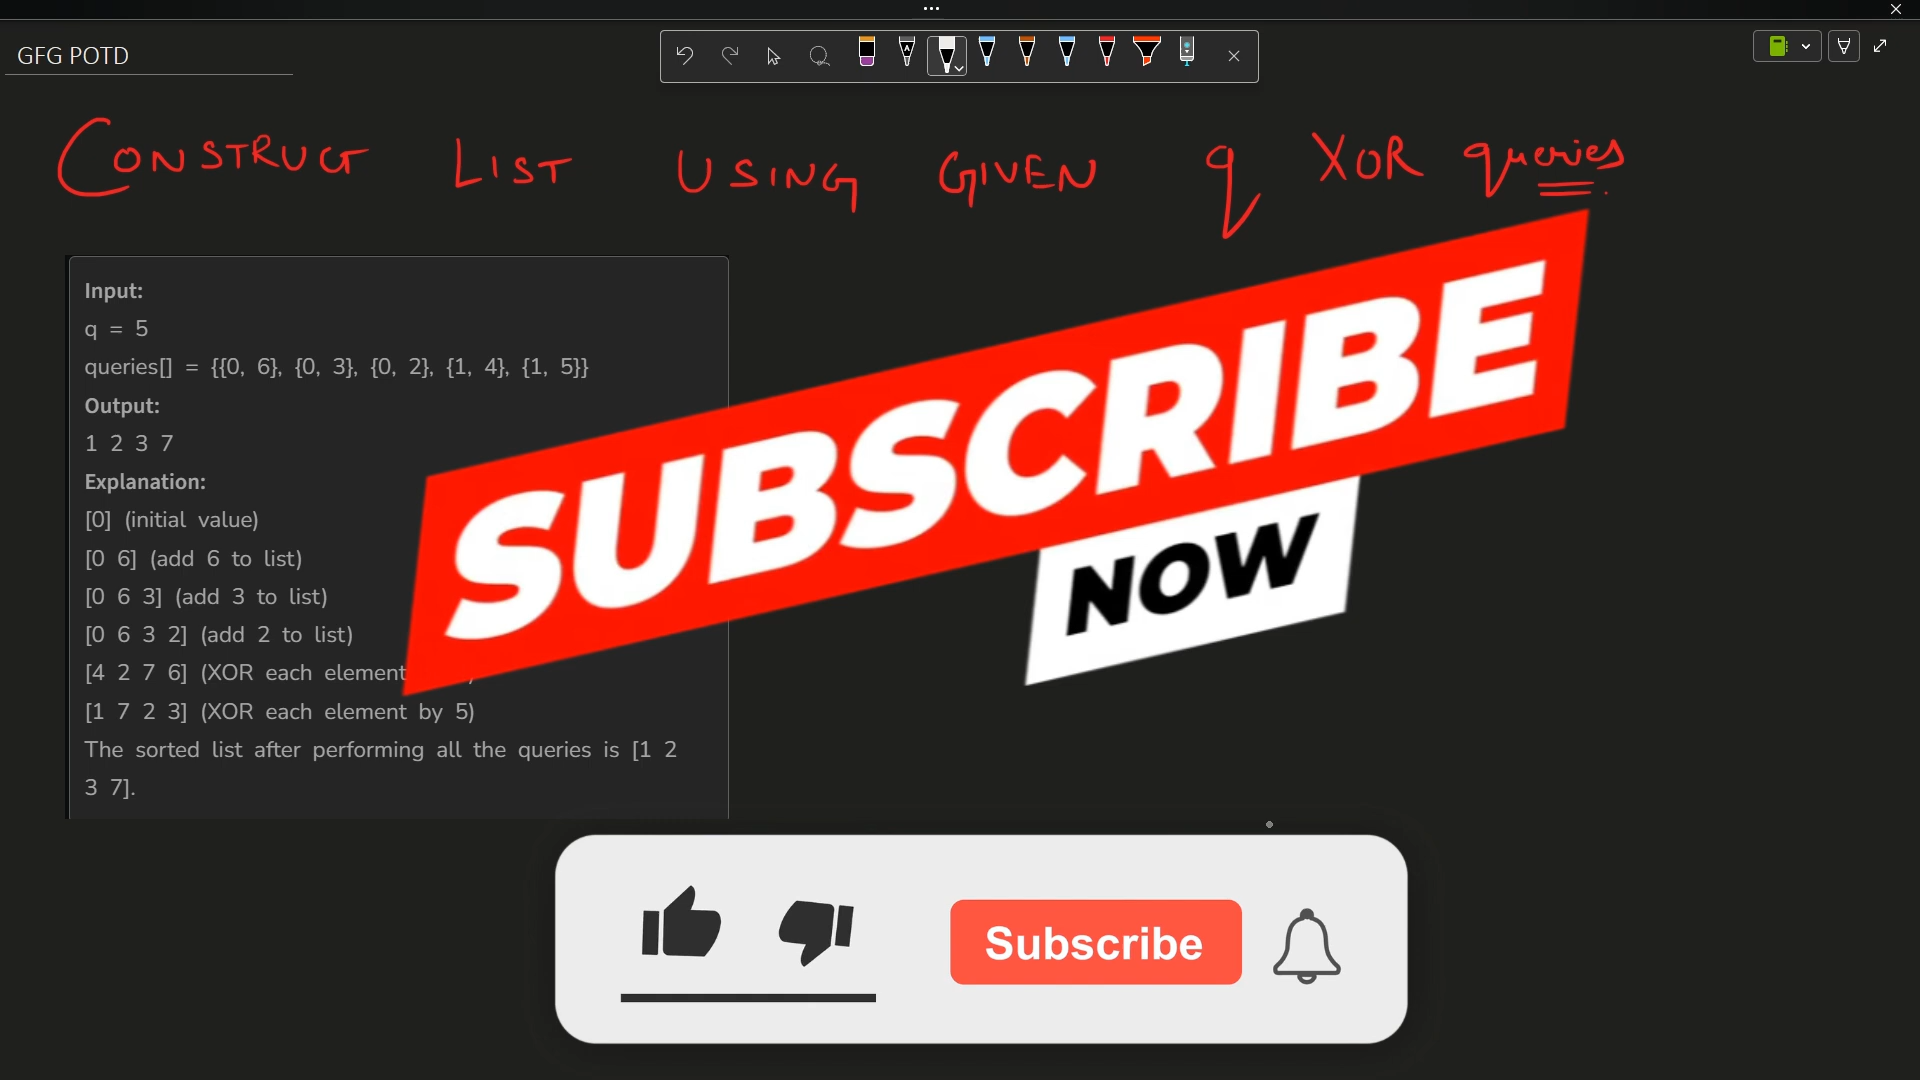 GFG POTD
CONSTRUCT LIST USING GIVEN q XOR queries.
Input:
q = 5
queries[] = {{0, 6}, {0, 3}, {0, 2}, {1, 4}, {1, 5}}
Output:
1 2 3 7
Explanation:
[0] (initial value)
[0 6] (add 6 to list)
[0 6 3] (add 3 to list)
[0 6 3 2] (add 2 to list)
[4 2 7 6] (XOR each element
[1 7 2 3] (XOR each element by 5)
The sorted list after performing all the queries is [1 2
3 7].
SUBSCRIBE
NOW
Subscribe